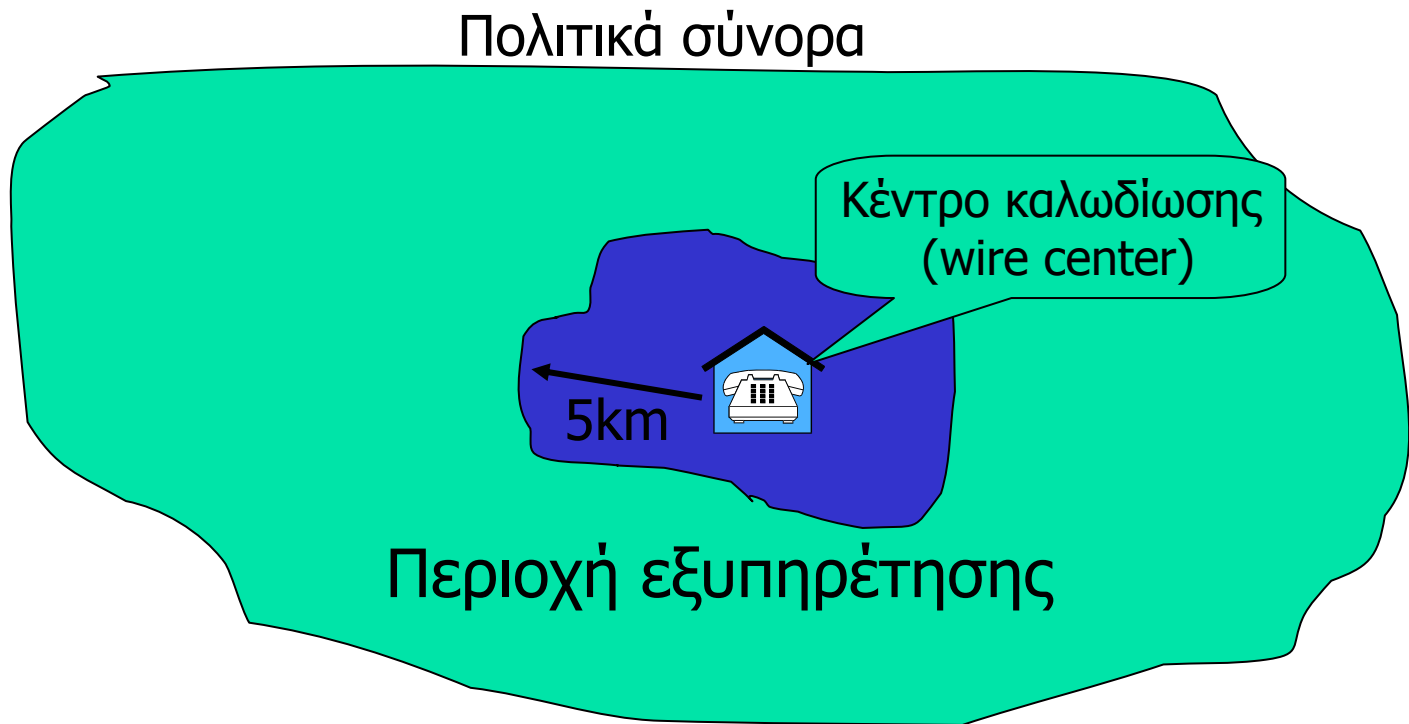 Πολιτικά σύνορα
Κέντρο καλωδίωσης
(wire center)
5km
Περιοχή εξυπηρέτησης